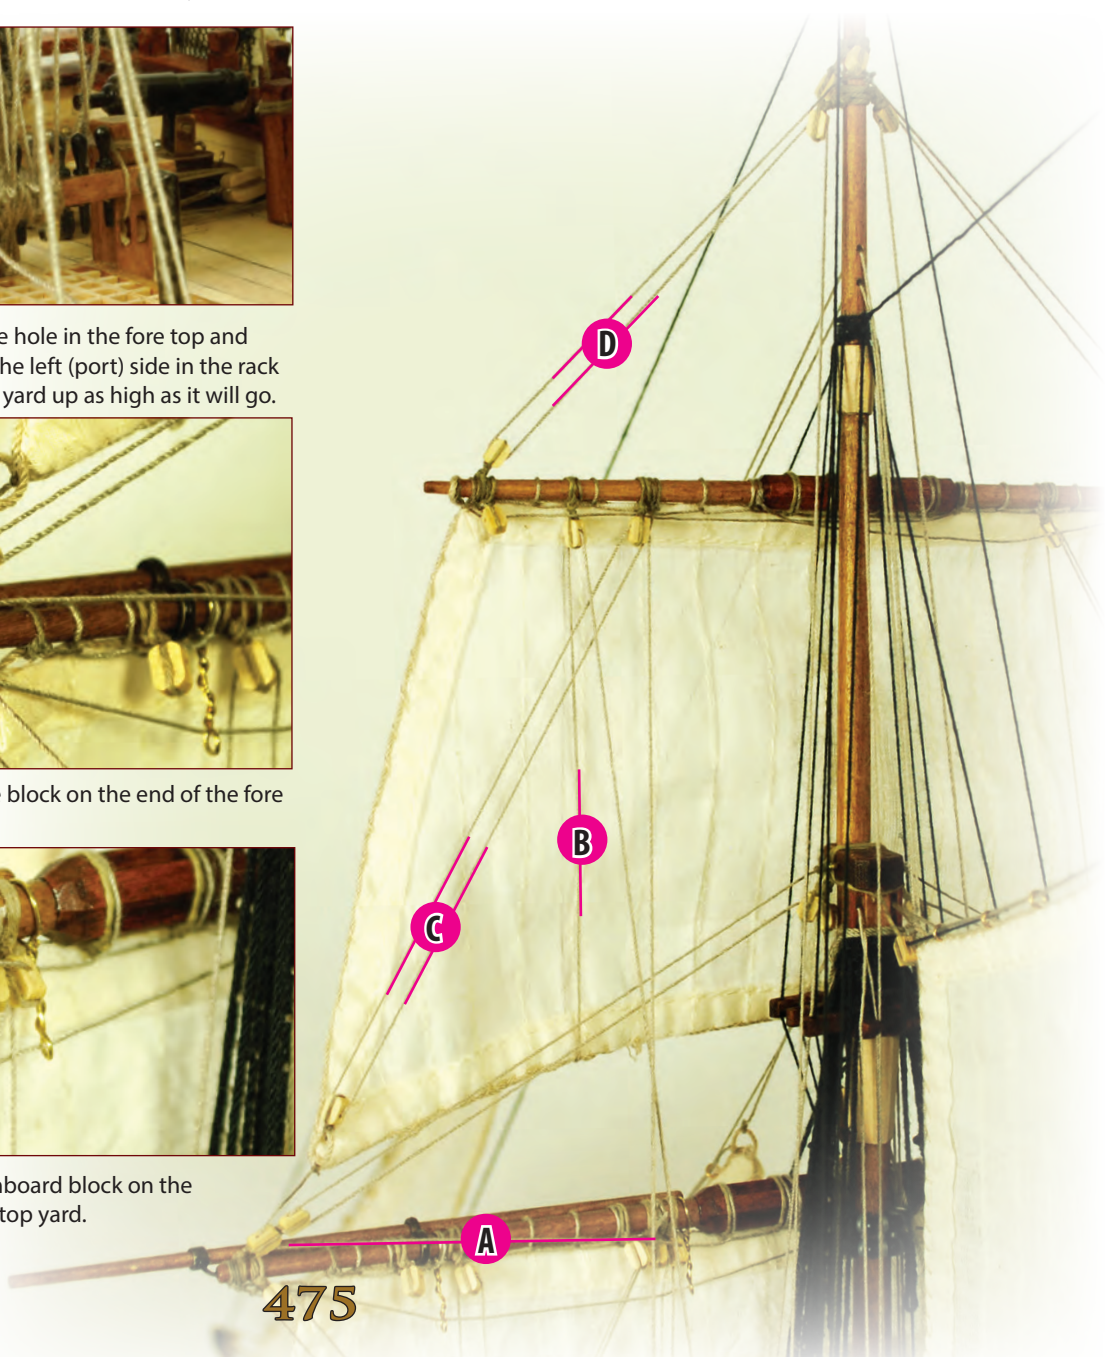 e hole in the fore top and
he left (port) side in the rack
yard up as high as it will go.
block on the end of the fore
board block on the
top yard.
D
B
C
A
475